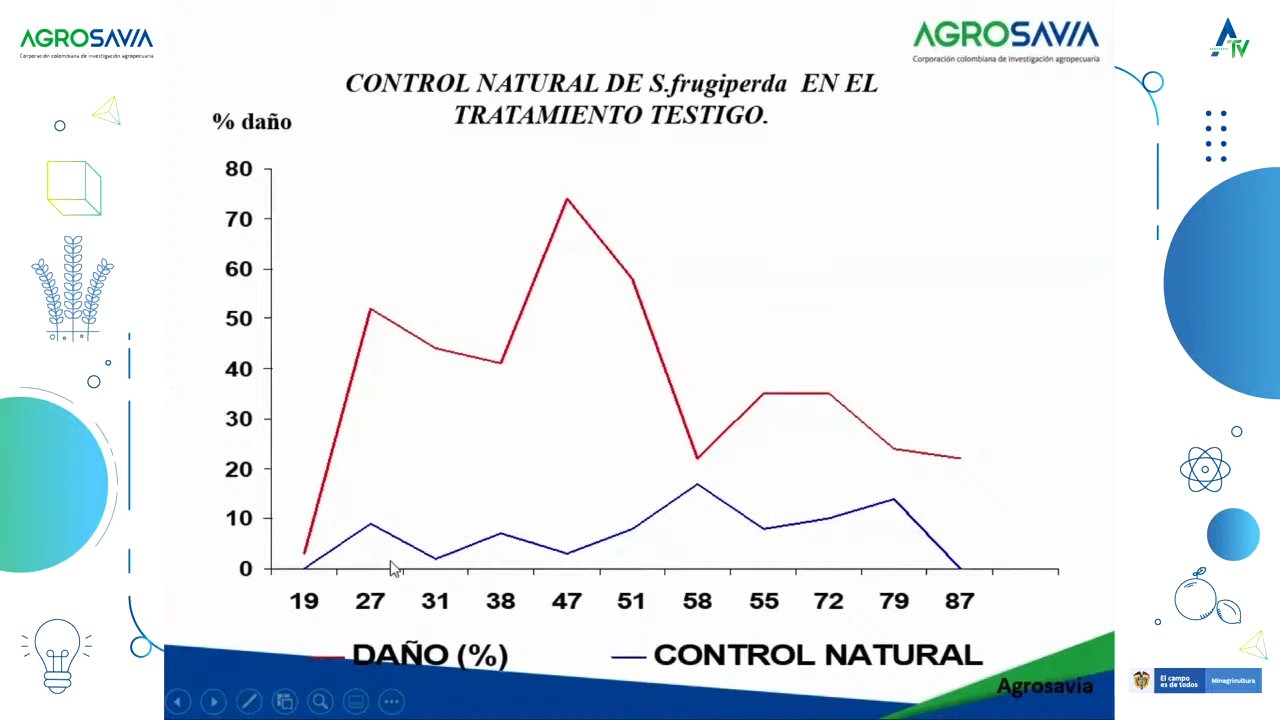 AGROSAVIA
Corporación colombiana de investigación agropecuaria
AGROSAVIA
Corporación colombiana de investigación agropecuaria
A TV
CONTROL NATURAL DE S.frugiperda EN EL
TRATAMIENTO TESTIGO.
% daño
80
70
60
50
40
30
20
10
0
19 27 31 38 47 51 58 55 72 79 87
DAÑO (%) CONTROL NATURAL
Agrosavia
El campo
es de todos
Minagricultura